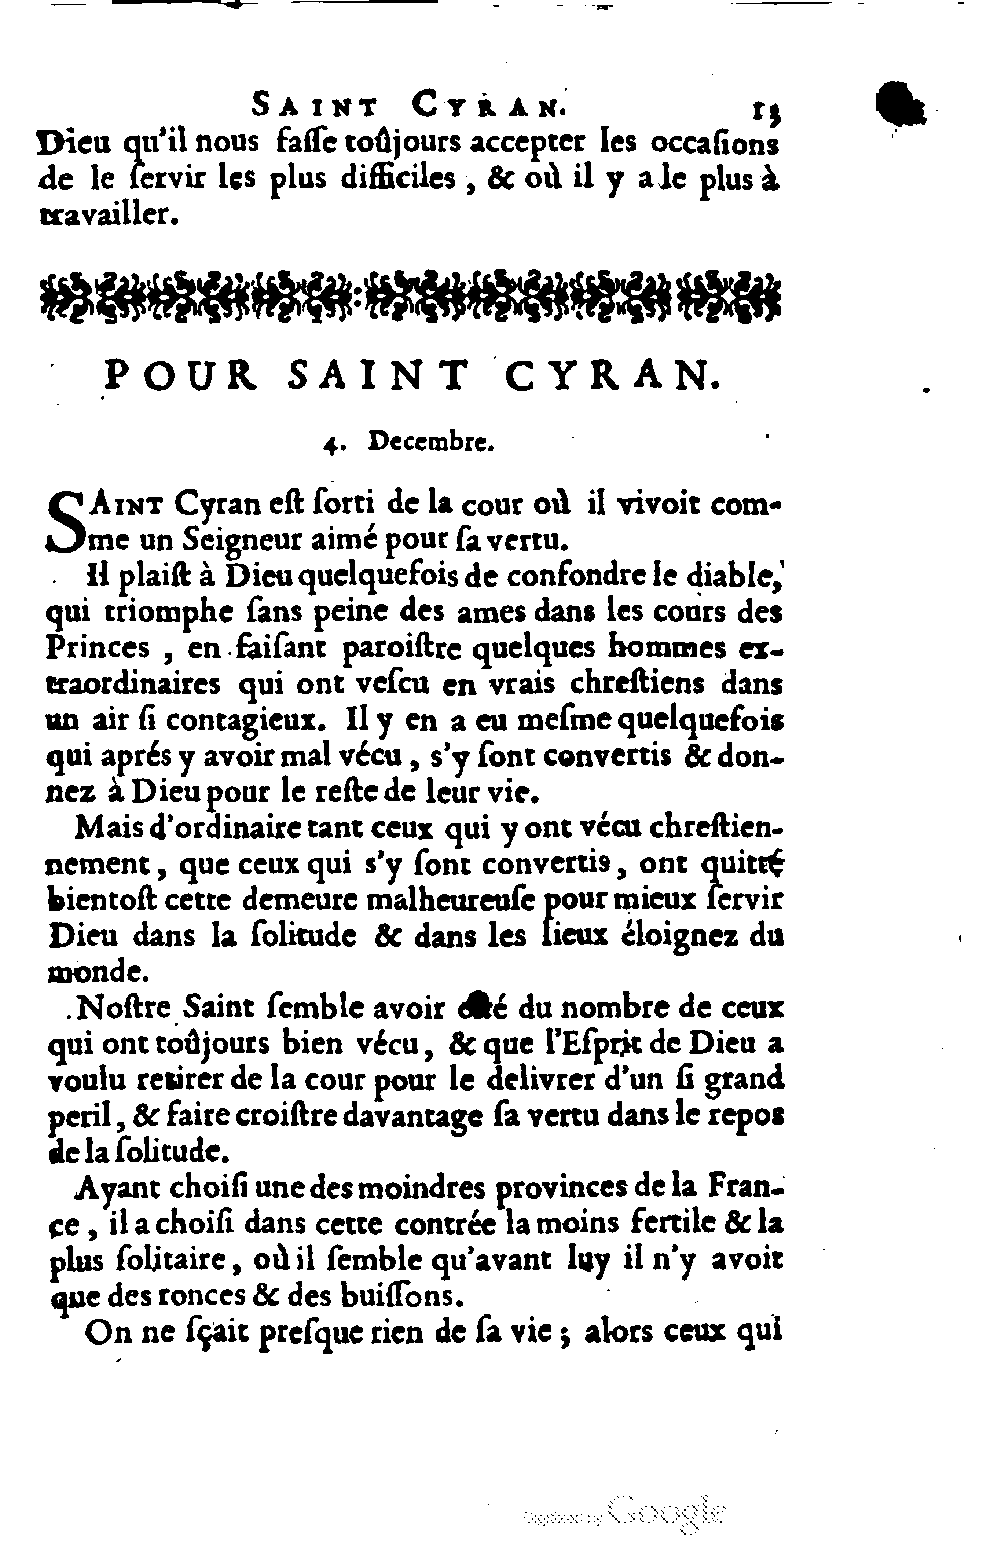 SAINT CYRAN. 13
Dieu qu'il nous faſſe toûjours accepter les occaſions
de le ſervir les plus difficiles, & où il y a le plus à
travailler.
POUR SAINT CYRAN.
4. Decembre.
SAINT Cyran eſt ſorti de la cour où il vivoit com-
me un Seigneur aimé pour ſa vertu.
Il plaiſt à Dieu quelquefois de confondre le diable,
qui triomphe ſans peine des ames dans les cours des
Princes, en faiſant paroiſtre quelques hommes ex-
traordinaires qui ont veſcu en vrais chreſtiens dans
un air ſi contagieux. Il y en a eu meſme quelquefois
qui aprés y avoir mal vécu, s'y ſont convertis & don-
nez à Dieu pour le reſte de leur vie.
Mais d'ordinaire tant ceux qui y ont vécu chreſtien-
nement, que ceux qui s'y ſont convertis, ont quitté
bientoſt cette demeure malheureuſe pour mieux ſervir
Dieu dans la ſolitude & dans les lieux éloignez du
monde.
Noſtre Saint ſemble avoir eſté du nombre de ceux
qui ont toûjours bien vécu, & que l'Eſprit de Dieu a
voulu retirer de la cour pour le delivrer d'un ſi grand
peril, & faire croiſtre davantage ſa vertu dans le repos
de la ſolitude.
Ayant choiſi une des moindres provinces de la Fran-
ce, il a choiſi dans cette contrée la moins fertile & la
plus ſolitaire, où il ſemble qu'avant luy il n'y avoit
que des ronces & des buiſſons.
On ne ſçait preſque rien de ſa vie; alors ceux qui
Digitized by Google